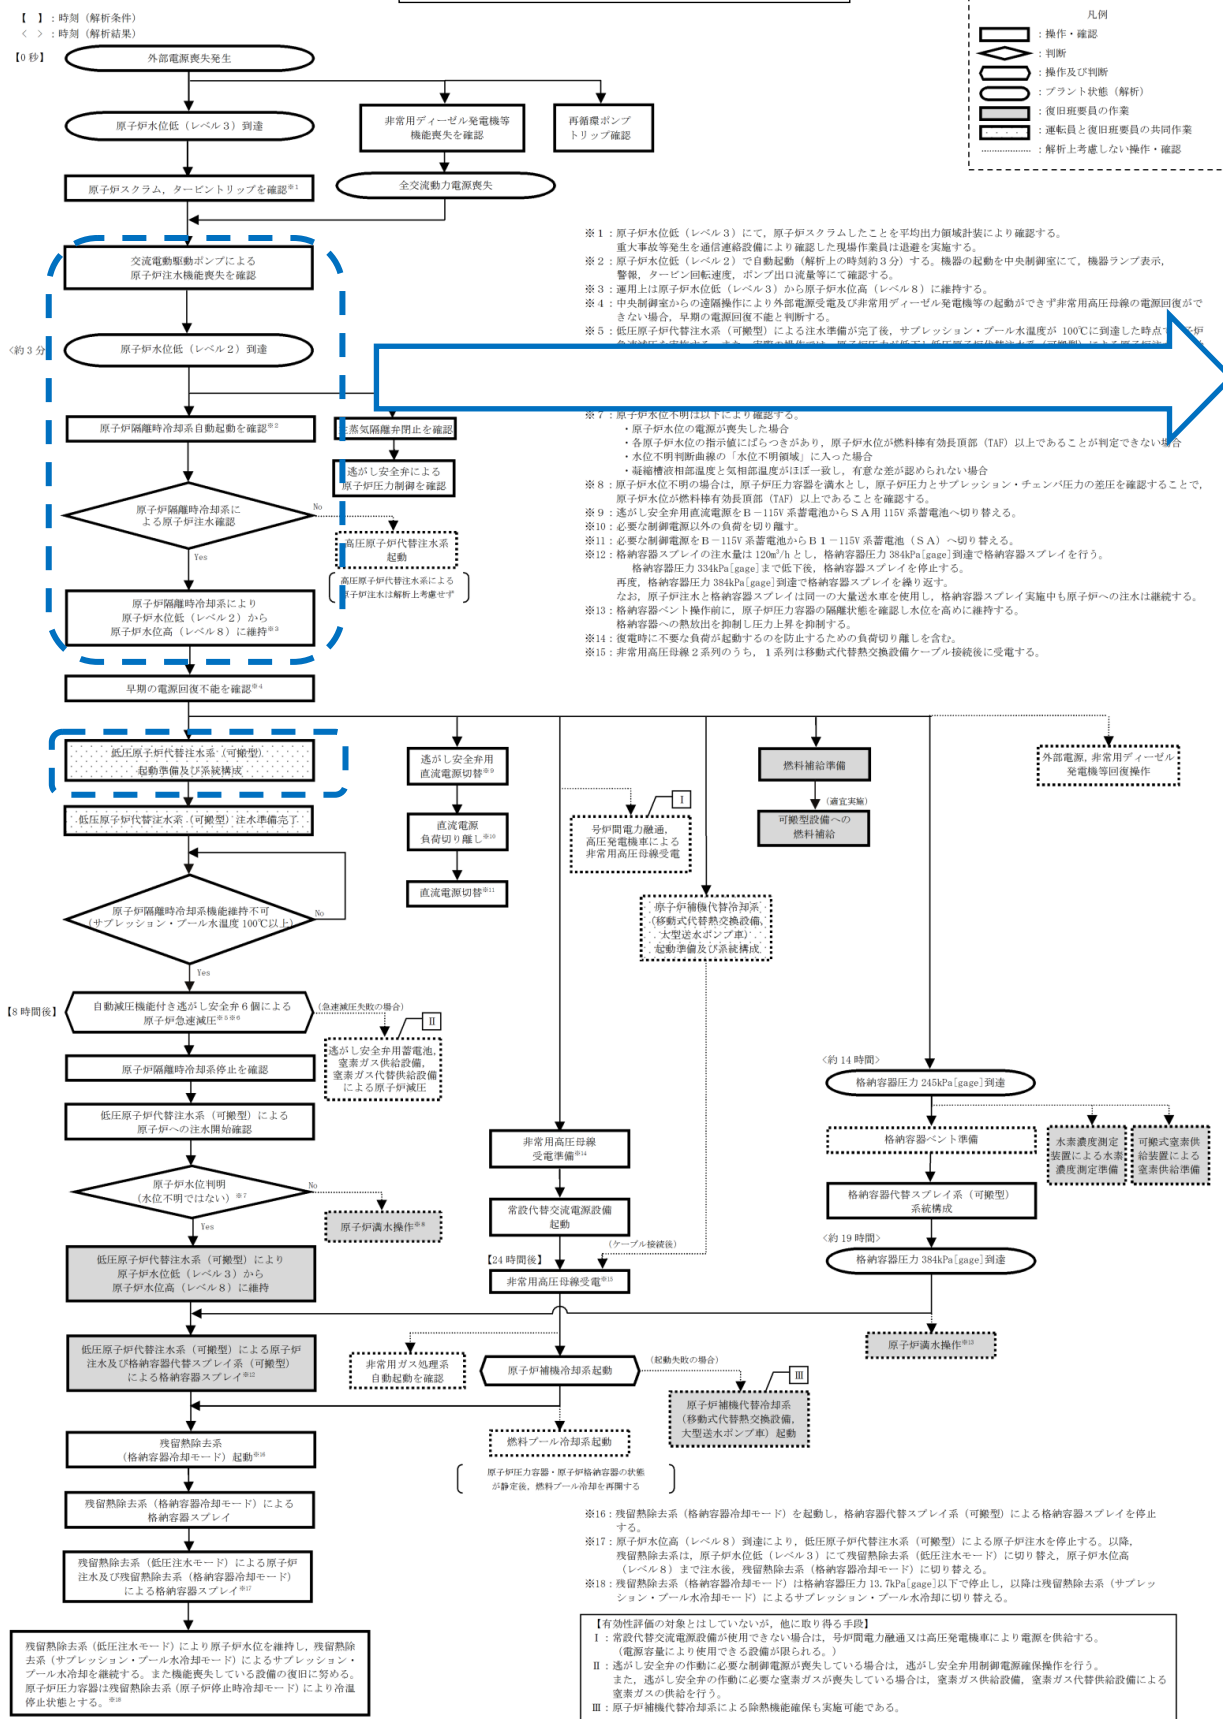 【 】：時刻（解析条件）
＜ ＞：時刻（解析結果）
【0秒】
外部電源喪失発生
原子炉水位低（レベル３）到達
非常用ディーゼル発電機等
機能喪失を確認
再循環ポンプ
トリップ確認
原子炉スクラム，タービントリップを確認※1
全交流動力電源喪失
凡例
：操作・確認
：判断
：操作及び判断
：プラント状態（解析）
：復旧班要員の作業
：運転員と復旧班要員の共同作業
：解析上考慮しない操作・確認
交流電動駆動ポンプによる
原子炉注水機能喪失を確認
＜約３分
原子炉水位低（レベル２）到達
原子炉隔離時冷却系自動起動を確認※2
主蒸気隔離弁閉止を確認
逃がし安全弁による
原子炉圧力制御を確認
原子炉隔離時冷却系に
よる原子炉注水確認
No
Yes
高圧原子炉代替注水系
起動
高圧原子炉代替注水系による
原子炉注水は解析上考慮せず
原子炉隔離時冷却系により
原子炉水位低（レベル２）から
原子炉水位高（レベル８）に維持※3
早期の電源回復不能を確認※4
※１：原子炉水位低（レベル３）にて，原子炉スクラムしたことを平均出力領域計装により確認する。
重大事故等発生を通信連絡設備により確認した現場作業員は退避を実施する。
※２：原子炉水位低（レベル２）で自動起動（解析上の時刻約３分）する。機器の起動を中央制御室にて，機器ランプ表示，
警報，タービン回転速度，ポンプ出口流量等にて確認する。
※３：運用上は原子炉水位低（レベル３）から原子炉水位高（レベル８）に維持する。
※４：中央制御室からの遠隔操作により外部電源受電及び非常用ディーゼル発電機等の起動ができず非常用高圧母線の電源回復がで
きない場合，早期の電源回復不能と判断する。
※５：低圧原子炉代替注水系（可搬型）による注水準備が完了後，サプレッション・プール水温度が 100℃に到達した時点で
子炉
※７：原子炉水位不明は以下により確認する。
・原子炉水位の電源が喪失した場合
・各原子炉水位の指示値にばらつきがあり，原子炉水位が燃料棒有効長頂部（TAF）以上であることが判定できない場合
・水位不明判断曲線の「水位不明領域」に入った場合
・凝縮槽液相部温度と気相部温度がほぼ一致し，有意な差が認められない場合
※８：原子炉水位不明の場合は，原子炉圧力容器を満水とし，原子炉圧力とサプレッション・チェンバ圧力の差圧を確認することで，
原子炉水位が燃料棒有効長頂部（TAF）以上であることを確認する。
※９：逃がし安全弁用直流電源をＢ－115V 系蓄電池からＳＡ用 115V 系蓄電池へ切り替える。
※10：必要な制御電源以外の負荷を切り離す。
※11：必要な制御電源をＢ－115V 系蓄電池からＢ１－115V 系蓄電池（ＳＡ）へ切り替える。
※12：格納容器スプレイの注水量は 120m³/h とし，格納容器圧力 384kPa[gage]到達で格納容器スプレイを行う。
格納容器圧力 334kPa[gage]まで低下後，格納容器スプレイを停止する。
再度，格納容器圧力 384kPa[gage]到達で格納容器スプレイを繰り返す。
なお，原子炉注水と格納容器スプレイは同一の大量送水車を使用し，格納容器スプレイ実施中も原子炉への注水は継続する。
※13：格納容器ベント操作前に，原子炉圧力容器の隔離状態を確認し水位を高めに維持する。
格納容器への熱放出を抑制し圧力上昇を抑制する。
※14：復電時に不要な負荷が起動するのを防止するための負荷切り離しを含む。
※15：非常用高圧母線２系列のうち，１系列は移動式代替熱交換設備ケーブル接続後に受電する。
低圧原子炉代替注水系（可搬型）
起動準備及び系統構成
逃がし安全弁用
直流電源切替※9
燃料補給準備
外部電源，非常用ディーゼル
発電機等回復操作
低圧原子炉代替注水系（可搬型）注水準備完了
直流電源
負荷切り離し※10
Ⅰ
号炉間電力融通，
高圧発電機車による
非常用高圧母線受電
（適宜実施）
可搬型設備への
燃料補給
直流電源切替※11
原子炉隔離時冷却系機能維持不可
（サプレッション・プール水温度 100℃以上）
No
Yes
原子炉補機代替冷却系
（移動式代替熱交換設備，
大型送水ポンプ車）
起動準備及び系統構成
【8時間後】
自動減圧機能付き逃がし安全弁６個による
原子炉急速減圧※5※6
（急速減圧失敗の場合）
Ⅱ
逃がし安全弁用蓄電池，
窒素ガス供給設備，
窒素ガス代替供給設備
による原子炉減圧
原子炉隔離時冷却系停止を確認
低圧原子炉代替注水系（可搬型）による
原子炉への注水開始確認
＜約 14 時間＞
格納容器圧力 245kPa[gage]到達
格納容器ベント準備
水素濃度測定
装置による水素
濃度測定準備
可搬式窒素供
給装置による
窒素供給準備
非常用高圧母線
受電準備※14
原子炉水位判明
（水位不明ではない）※7
No
Yes
原子炉満水操作※8
常設代替交流電源設備
起動
格納容器代替スプレイ系（可搬型）
系統構成
＜約 19 時間＞
格納容器圧力 384kPa[gage]到達
（ケーブル接続後）
【24 時間後】
非常用高圧母線受電※15
低圧原子炉代替注水系（可搬型）により
原子炉水位低（レベル３）から
原子炉水位高（レベル８）に維持
原子炉満水操作※13
低圧原子炉代替注水系（可搬型）による原子炉
注水及び格納容器代替スプレイ系（可搬型）
による格納容器スプレイ※12
非常用ガス処理系
自動起動を確認
原子炉補機冷却系起動
（起動失敗の場合）
Ⅲ
原子炉補機代替冷却系
（移動式代替熱交換設備，
大型送水ポンプ車）起動
燃料プール冷却系起動
原子炉圧力容器・原子炉格納容器の状態
が静定後，燃料プール冷却を再開する
残留熱除去系
（格納容器冷却モード）起動※16
残留熱除去系（格納容器冷却モード）による
格納容器スプレイ
残留熱除去系（低圧注水モード）による原子炉
注水及び残留熱除去系（格納容器冷却モード）
による格納容器スプレイ※17
残留熱除去系（低圧注水モード）により原子炉水位を維持し，残留熱除
去系（サプレッション・プール水冷却モード）によるサプレッション・
プール水冷却を継続する。また機能喪失している設備の復旧に努める。
原子炉圧力容器は残留熱除去系（原子炉停止時冷却モード）により冷温
停止状態とする。※18
※16：残留熱除去系（格納容器冷却モード）を起動し，格納容器代替スプレイ系（可搬型）による格納容器スプレイを停止
する。
※17：原子炉水位高（レベル８）到達により，低圧原子炉代替注水系（可搬型）による原子炉注水を停止する。以降，
残留熱除去系は，原子炉水位低（レベル３）にて残留熱除去系（低圧注水モード）に切り替え，原子炉水位高
（レベル８）まで注水後，残留熱除去系（格納容器冷却モード）に切り替える。
※18：残留熱除去系（格納容器冷却モード）は格納容器圧力 13.7kPa[gage]以下で停止し，以降は残留熱除去系（サプレッ
ション・プール水冷却モード）によるサプレッション・プール水冷却に切り替える。
【有効性評価の対象とはしていないが，他に取り得る手段】
Ⅰ：常設代替交流電源設備が使用できない場合は，号炉間電力融通又は高圧発電機車により電源を供給する。
（電源容量により使用できる設備が限られる。）
Ⅱ：逃がし安全弁の作動に必要な制御電源が喪失している場合は，逃がし安全弁用制御電源確保操作を行う。
また，逃がし安全弁の作動に必要な窒素ガスが喪失している場合は，窒素ガス供給設備，窒素ガス代替供給設備による
窒素ガスの供給を行う。
Ⅲ：原子炉補機代替冷却系による除熱機能確保も実施可能である。